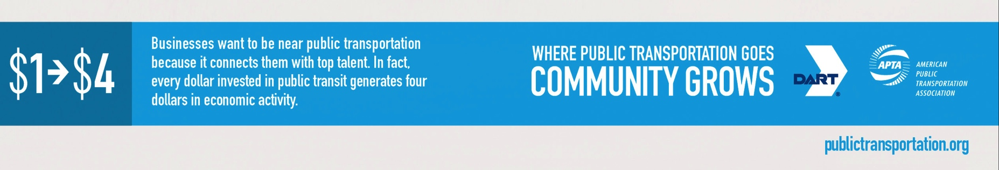 $1→$4
Businesses want to be near public transportation
because it connects them with top talent. In fact,
every dollar invested in public transit generates four
dollars in economic activity.
WHERE PUBLIC TRANSPORTATION GOES
COMMUNITY GROWS
DART®
APTA
AMERICAN
PUBLIC
TRANSPORTATION
ASSOCIATION
publictransportation.org